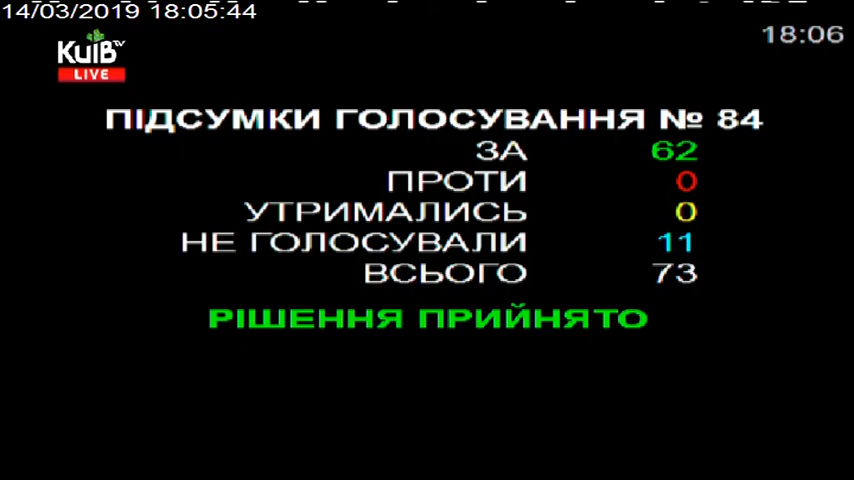 14/03/2019 18:05:44
18:06
КиїВ TV
LIVE
ПІДСУМКИ ГОЛОСУВАННЯ № 84
ЗА 62
ПРОТИ 0
УТРИМАЛИСЬ 0
НЕ ГОЛОСУВАЛИ 11
ВСЬОГО 73
РІШЕННЯ ПРИЙНЯТО